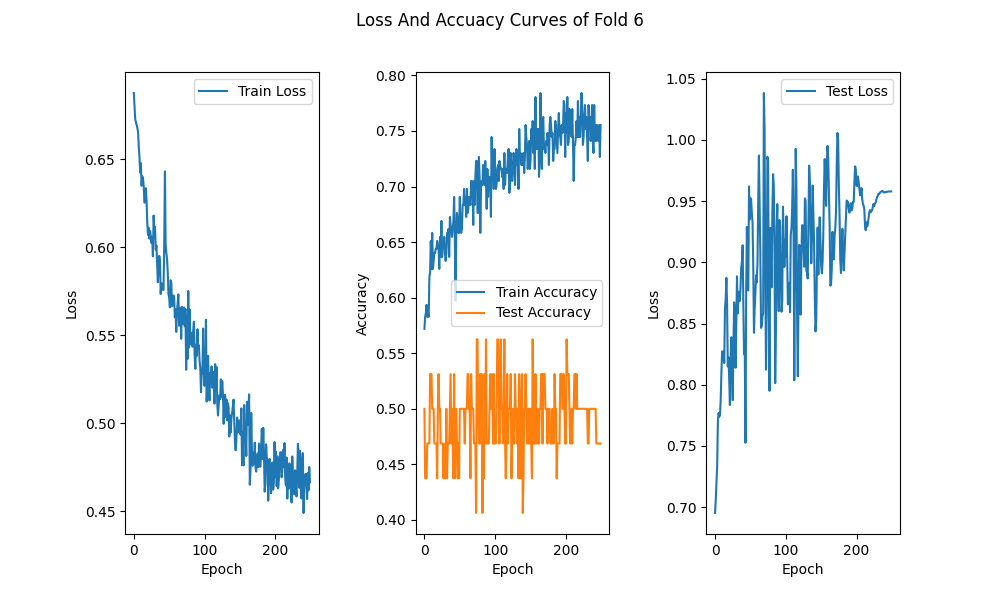 Loss And Accuacy Curves of Fold 6
Train Loss
0.65
0.60
0.55
0.50
0.45
Loss
0
100
200
Epoch
0.80
0.75
0.70
0.65
0.60
0.55
0.50
0.45
0.40
Accuracy
Train Accuracy
Test Accuracy
0
100
200
Epoch
Test Loss
1.05
1.00
0.95
0.90
0.85
0.80
0.75
0.70
Loss
0
100
200
Epoch